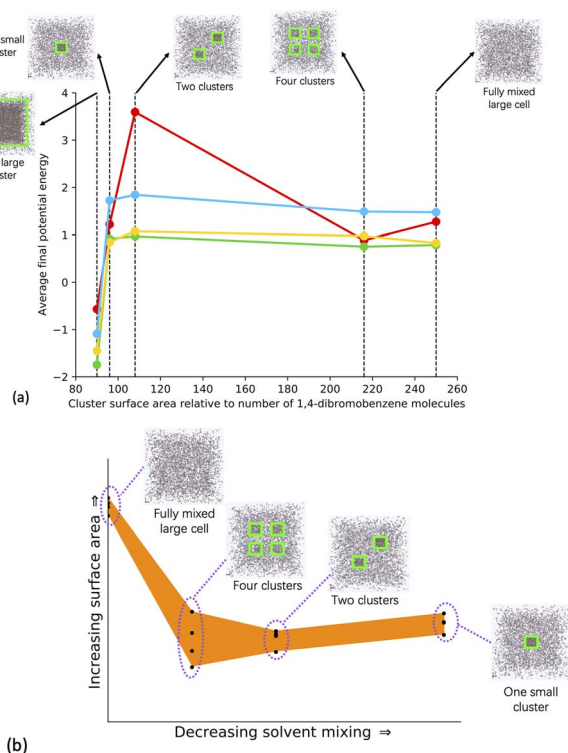 small
Two clusters
Four clusters
Fully mixed
large cell
large
4
3
2
1
0
−1
−2
Average final potential energy
80 100 120 140 160 180 200 220 240 260
Cluster surface area relative to number of 1,4-dibromobenzene molecules
(a)
Fully mixed
large cell
Four clusters
Two clusters
One small
cluster
Increasing surface area ⇒
Decreasing solvent mixing ⇒
(b)